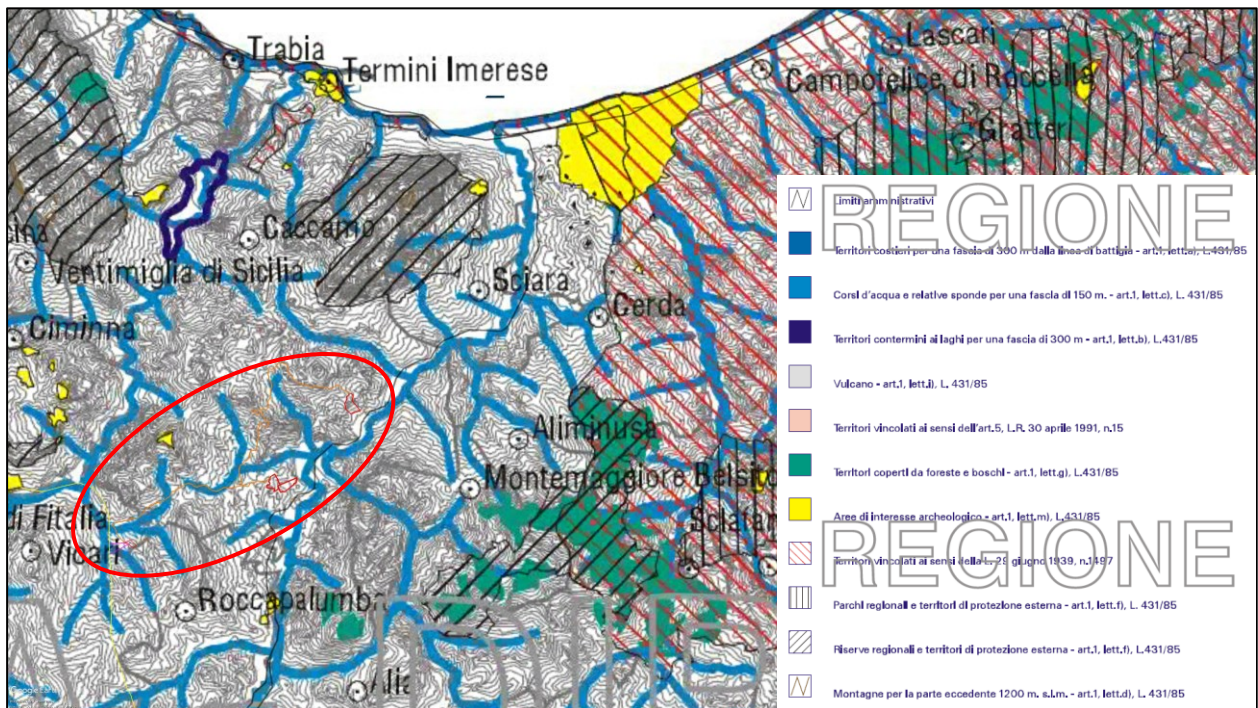 Trabia
Termini Imerese
Lascari
Campofelice di Roccella
Gratteri
Caccamo
Ventimiglia di Sicilia
Sciara
Cerda
Ciminna
Aliminusa
Montemaggiore Belsito
di Fitalia
Vicari
Roccapalumba
Alia
Google Earth
REGIONE
Limiti amministrativi
Territori costieri per una fascia di 300 m dalla linea di battigia - art.1, lett.a), L.431/85
Corsi d'acqua e relative sponde per una fascia di 150 m. - art.1, lett.c), L. 431/85
Territori contermini ai laghi per una fascia di 300 m - art.1, lett.b), L.431/85
Vulcano - art.1, lett.i), L. 431/85
Territori vincolati ai sensi dell'art.5, L.R. 30 aprile 1991, n.15
Territori coperti da foreste e boschi - art.1, lett.g), L.431/85
Aree di interesse archeologico - art.1, lett.m), L.431/85
REGIONE
Territori vincolati ai sensi della L. 29 giugno 1939, n.1497
Parchi regionali e territori di protezione esterna - art.1, lett.f), L. 431/85
Riserve regionali e territori di protezione esterna - art.1, lett.f), L.431/85
Montagne per la parte eccedente 1200 m. s.l.m. - art.1, lett.d), L. 431/85